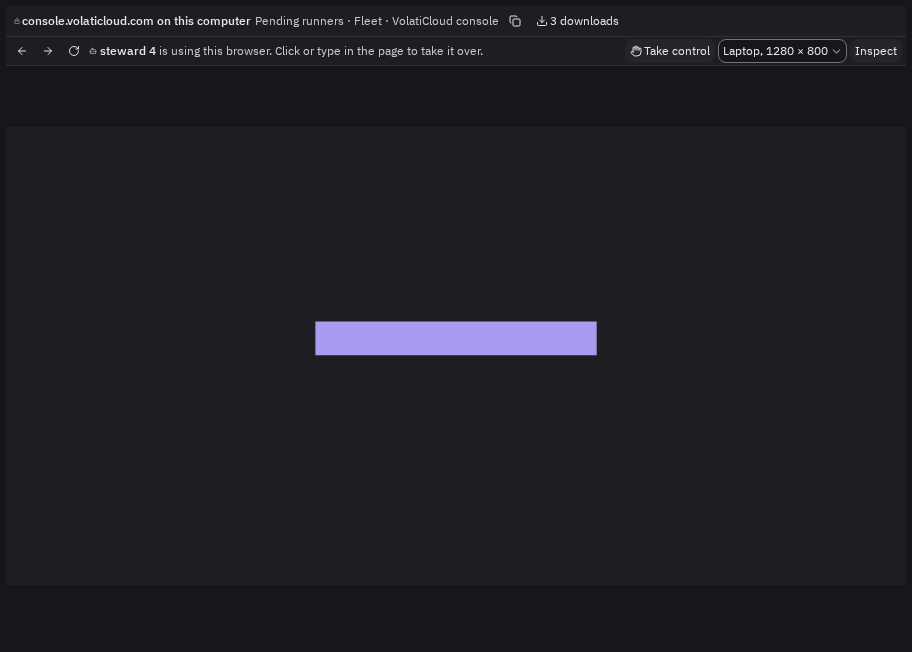 console.volaticloud.com on this computer Pending runners · Fleet · VolatiCloud console 3 downloads
steward 4 is using this browser. Click or type in the page to take it over. Take control Laptop, 1280 × 800 Inspect